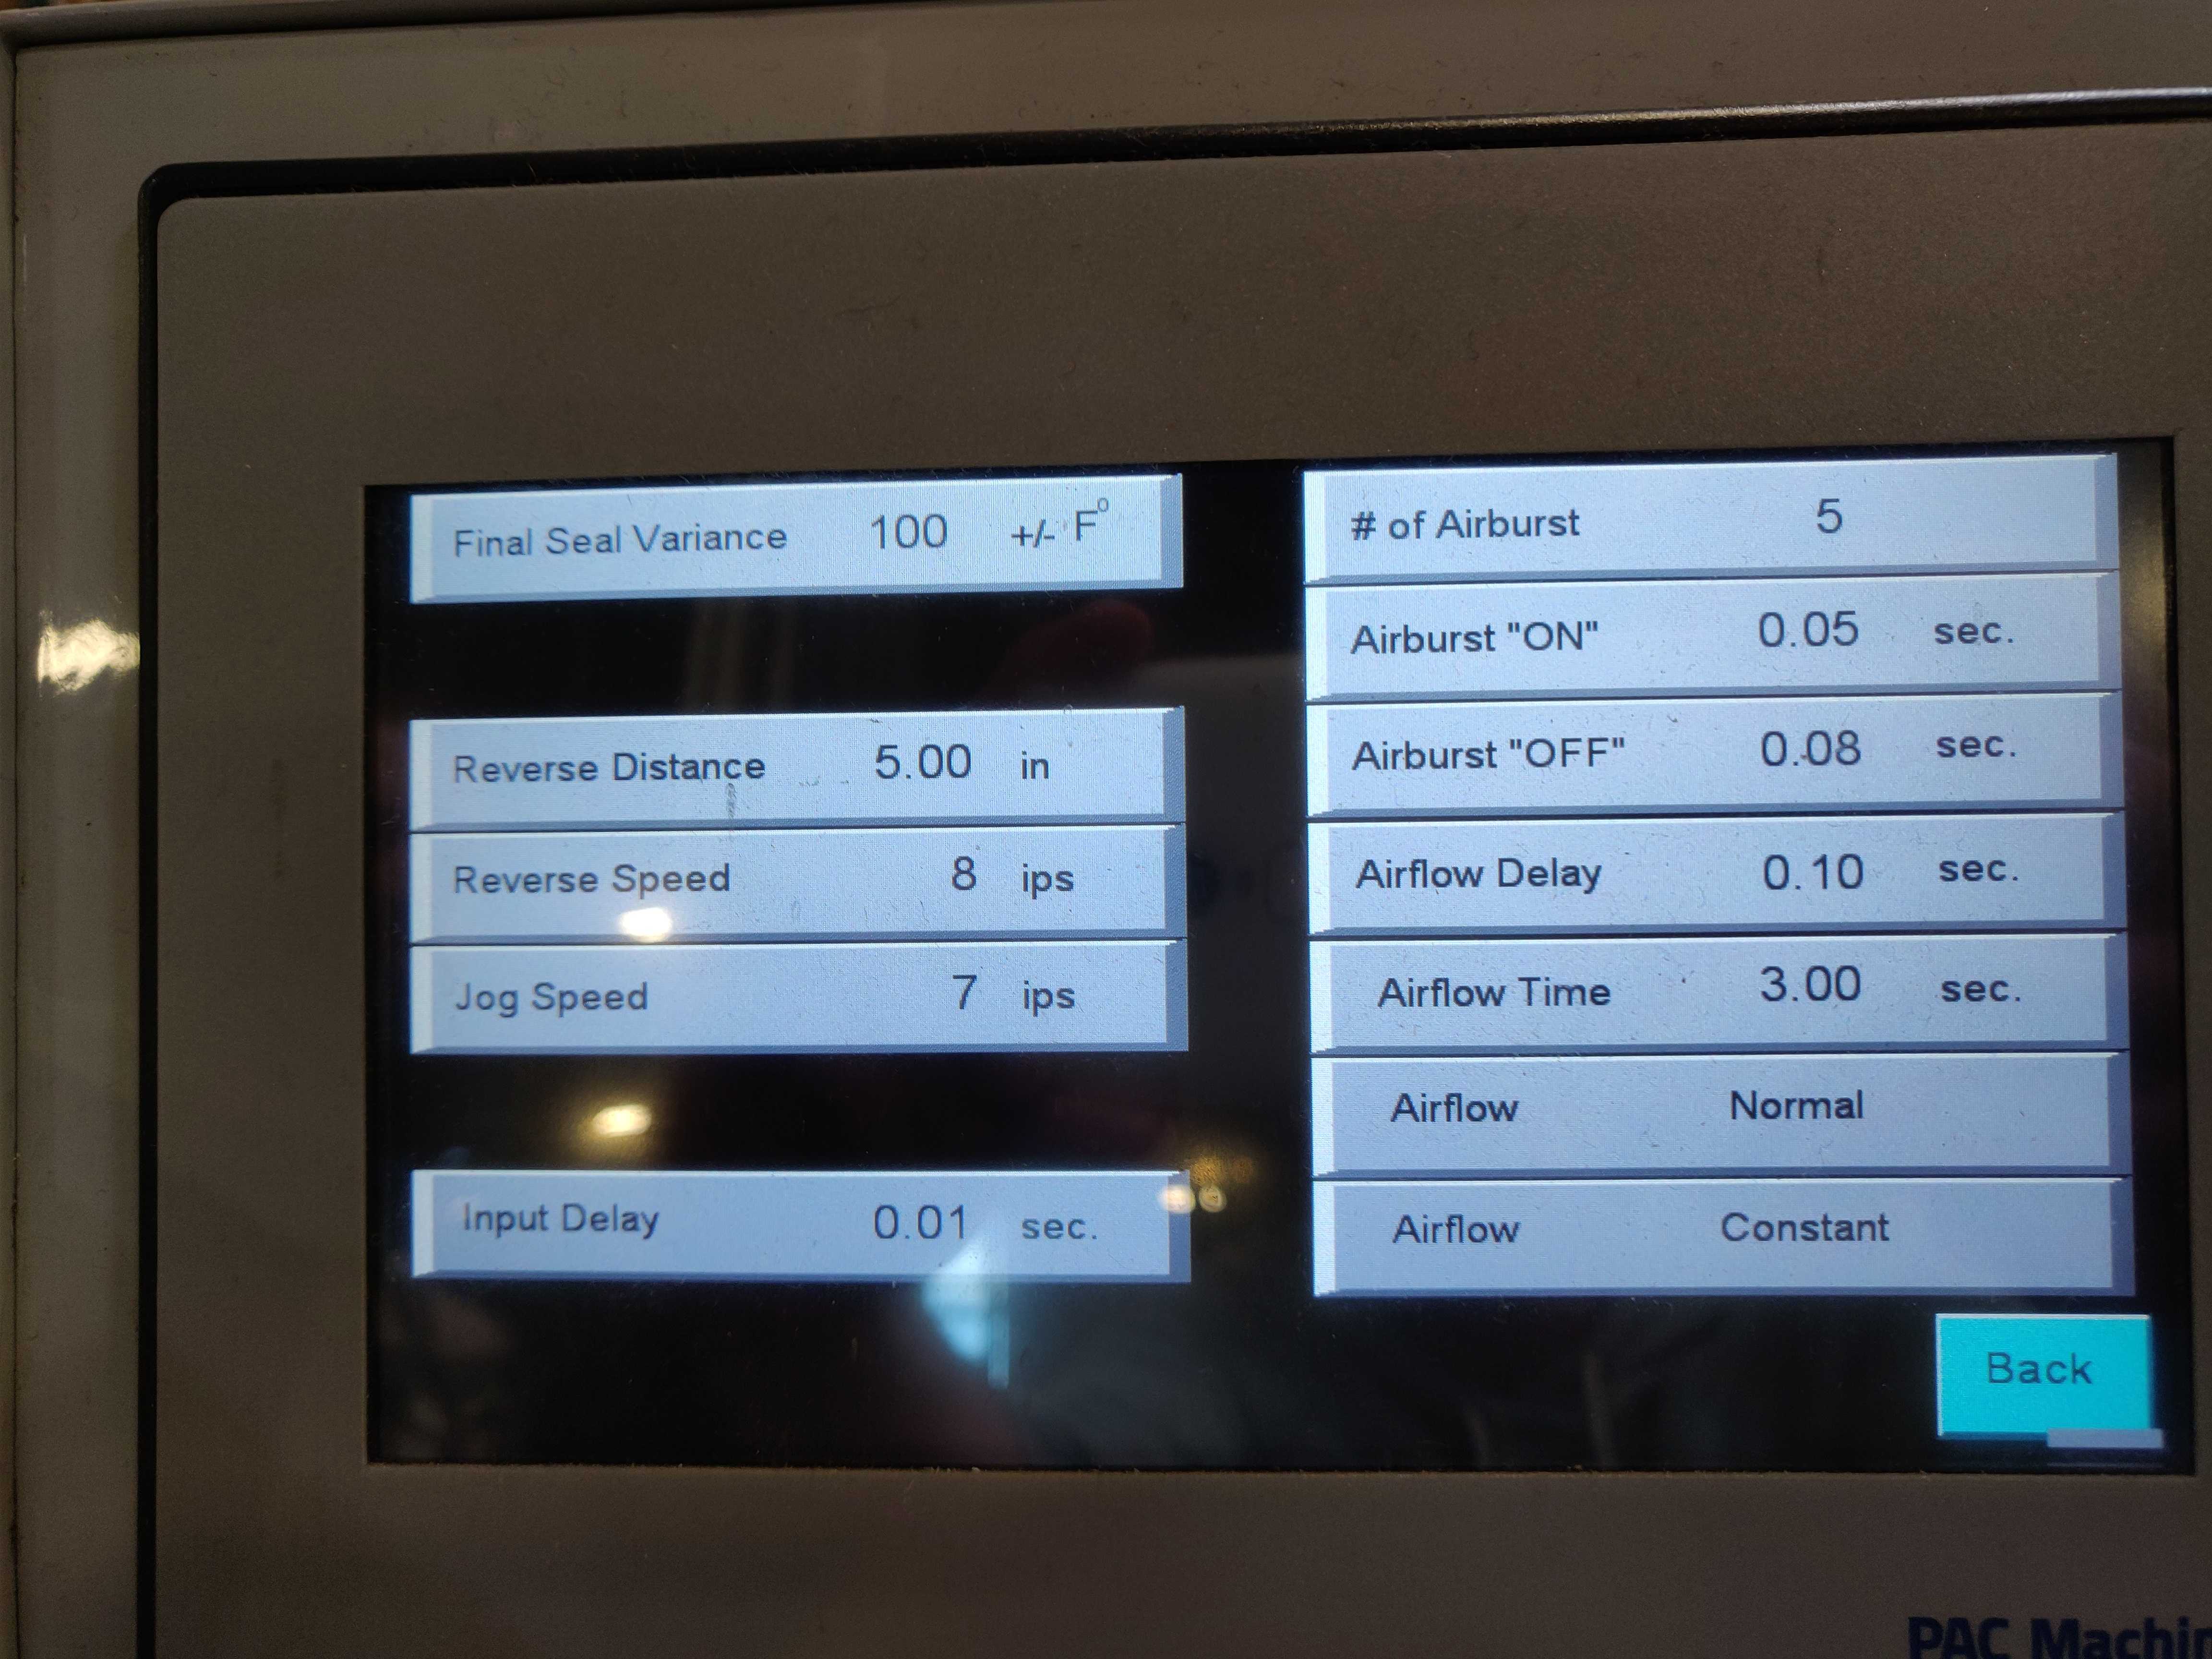 Final Seal Variance 100 +/- F°
Reverse Distance 5.00 in
Reverse Speed 8 ips
Jog Speed 7 ips
Input Delay 0.01 sec.
# of Airburst 5
Airburst "ON" 0.05 sec.
Airburst "OFF" 0.08 sec.
Airflow Delay 0.10 sec.
Airflow Time 3.00 sec.
Airflow Normal
Airflow Constant
Back
PAC Machin